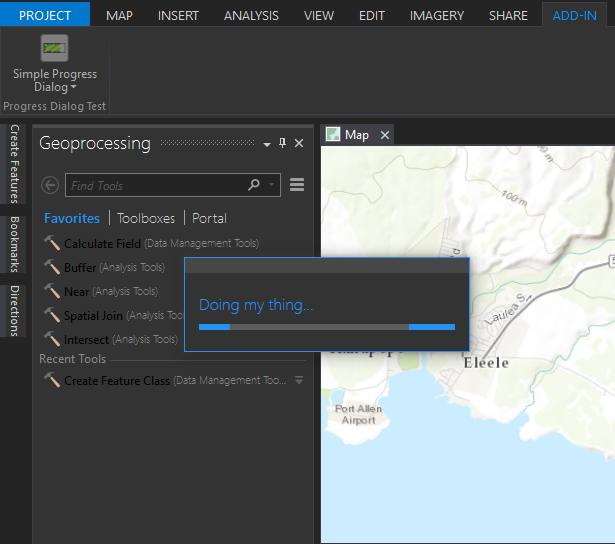 PROJECT MAP INSERT ANALYSIS VIEW EDIT IMAGERY SHARE ADD-IN
Simple Progress
Dialog
Progress Dialog Test
Create Features
Bookmarks
Directions
Geoprocessing
Find Tools
Favorites Toolboxes Portal
Calculate Field (Data Management Tools)
Buffer (Analysis Tools)
Near (Analysis Tools)
Spatial Join (Analysis Tools)
Intersect (Analysis Tools)
Recent Tools
Create Feature Class (Data Management Too...
Doing my thing...
Map
100 m
Laulea S
5
Eleele
Port Allen
Airport